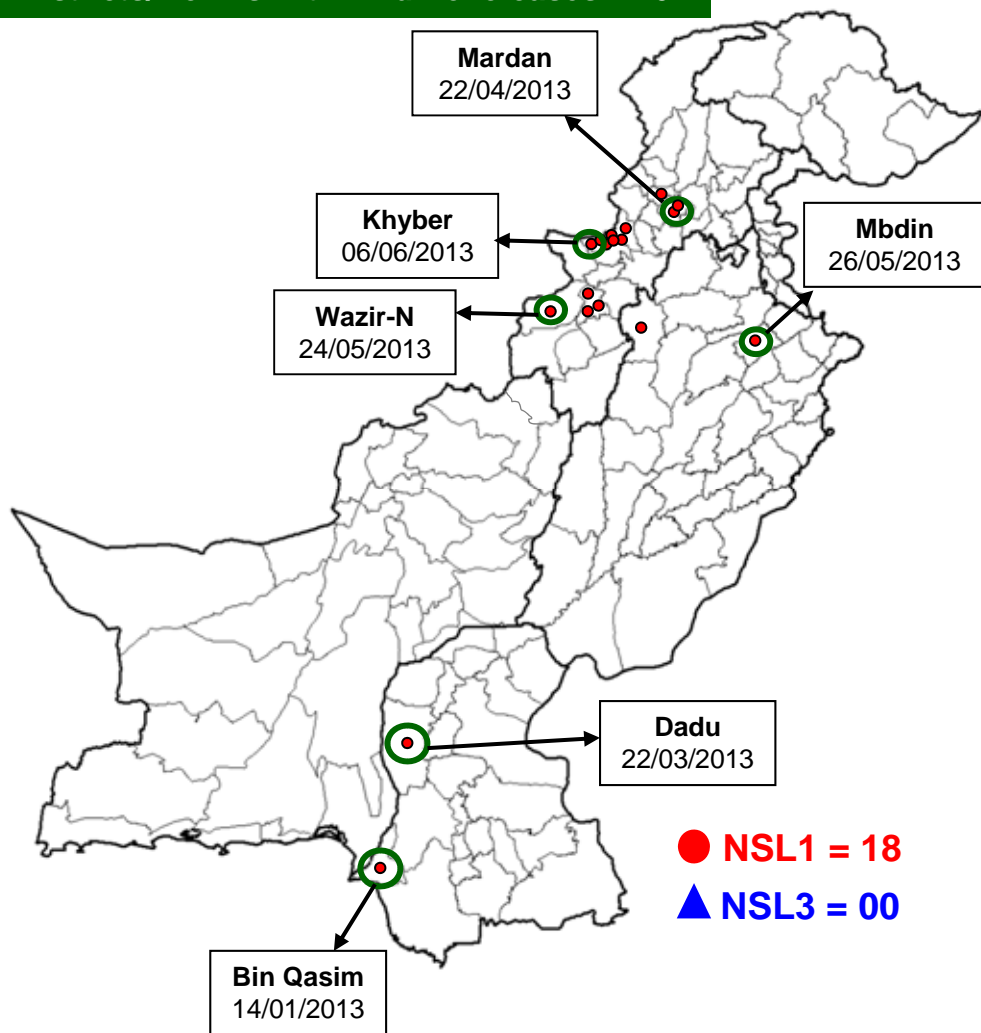 Mardan
22/04/2013
Khyber
06/06/2013
Mbdin
26/05/2013
Wazir-N
24/05/2013
Dadu
22/03/2013
NSL1 = 18
NSL3 = 00
Bin Qasim
14/01/2013